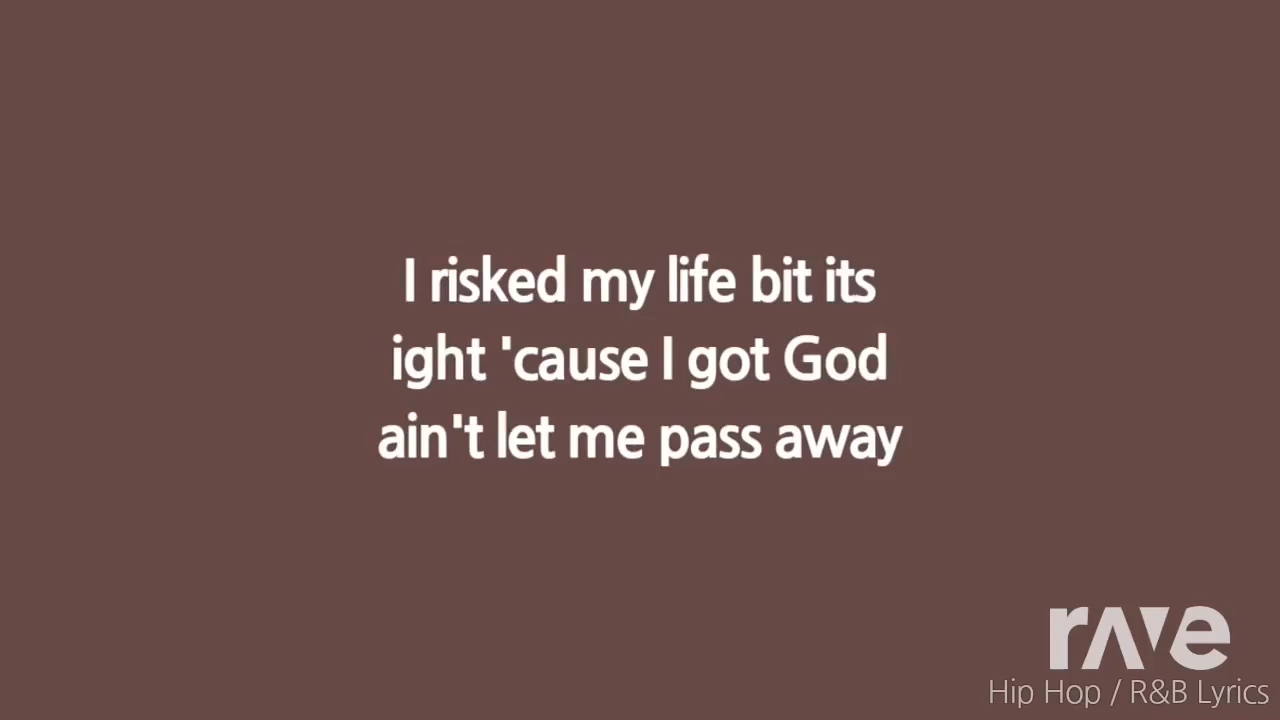 I risked my life bit its
ight 'cause I got God
ain't let me pass away
rave
Hip Hop / R&B Lyrics